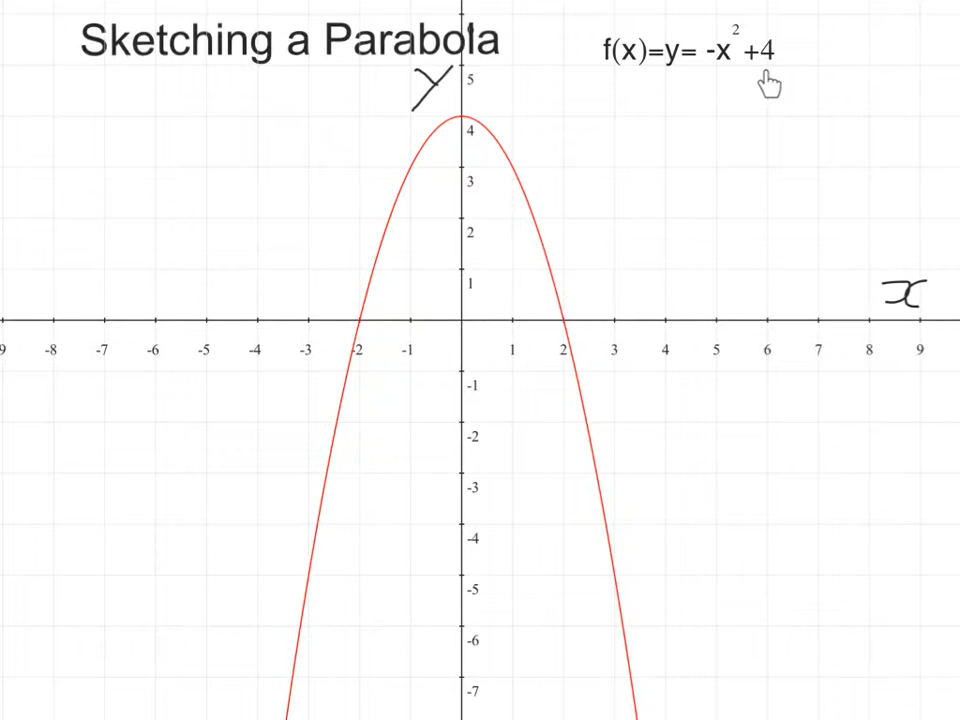 Sketching a Parabola
f(x)=y= -x²+4
y
5
4
3
2
1
x
9 -8 -7 -6 -5 -4 -3 -2 -1 1 2 3 4 5 6 7 8 9
-1
-2
-3
-4
-5
-6
-7